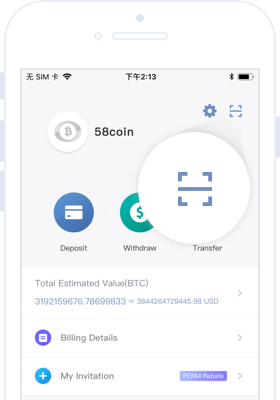 无 SIM 卡 下午2:13
58coin
Deposit Withdraw Transfer
Total Estimated Value(BTC)
3192159676.78699833 ≈ 3844264729445.98 USD
Billing Details
My Invitation PERM Rebate